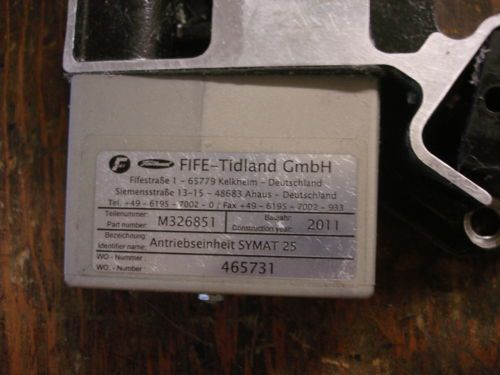 F FIFE-Tidland GmbH
Fifestraße 1 - 65779 Kelkheim - Deutschland
Siemensstraße 13-15 - 48683 Ahaus - Deutschland
Tel. +49 -6195 -7002 -0 / Fax +49 -6195 -7002 -933
Teilenummer: Baujahr:
Part number: M326851 Construction year: 2011
Bezeichnung:
Identifier name: Antriebseinheit SYMAT 25
WO - Nummer :
WO. - Number : 465731